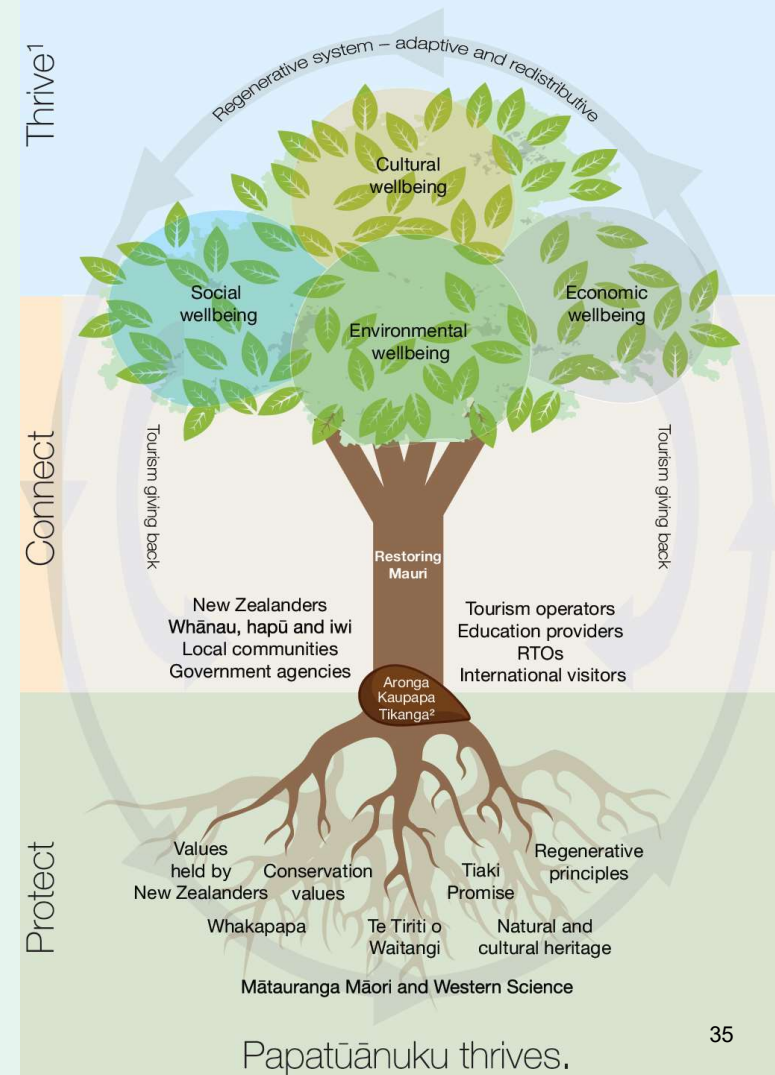 Thrive¹
Regenerative system – adaptive and redistributive
Cultural
wellbeing
Social
wellbeing
Economic
wellbeing
Environmental
wellbeing
Connect
Tourism giving back
Tourism giving back
Restoring
Mauri
New Zealanders
Whānau, hapū and iwi
Local communities
Government agencies
Tourism operators
Education providers
RTOs
International visitors
Aronga
Kaupapa
Tikanga²
Protect
Values
held by
New Zealanders
Conservation
values
Tiaki
Promise
Regenerative
principles
Whakapapa
Te Tiriti o
Waitangi
Natural and
cultural heritage
Mātauranga Māori and Western Science
35
Papatūānuku thrives.